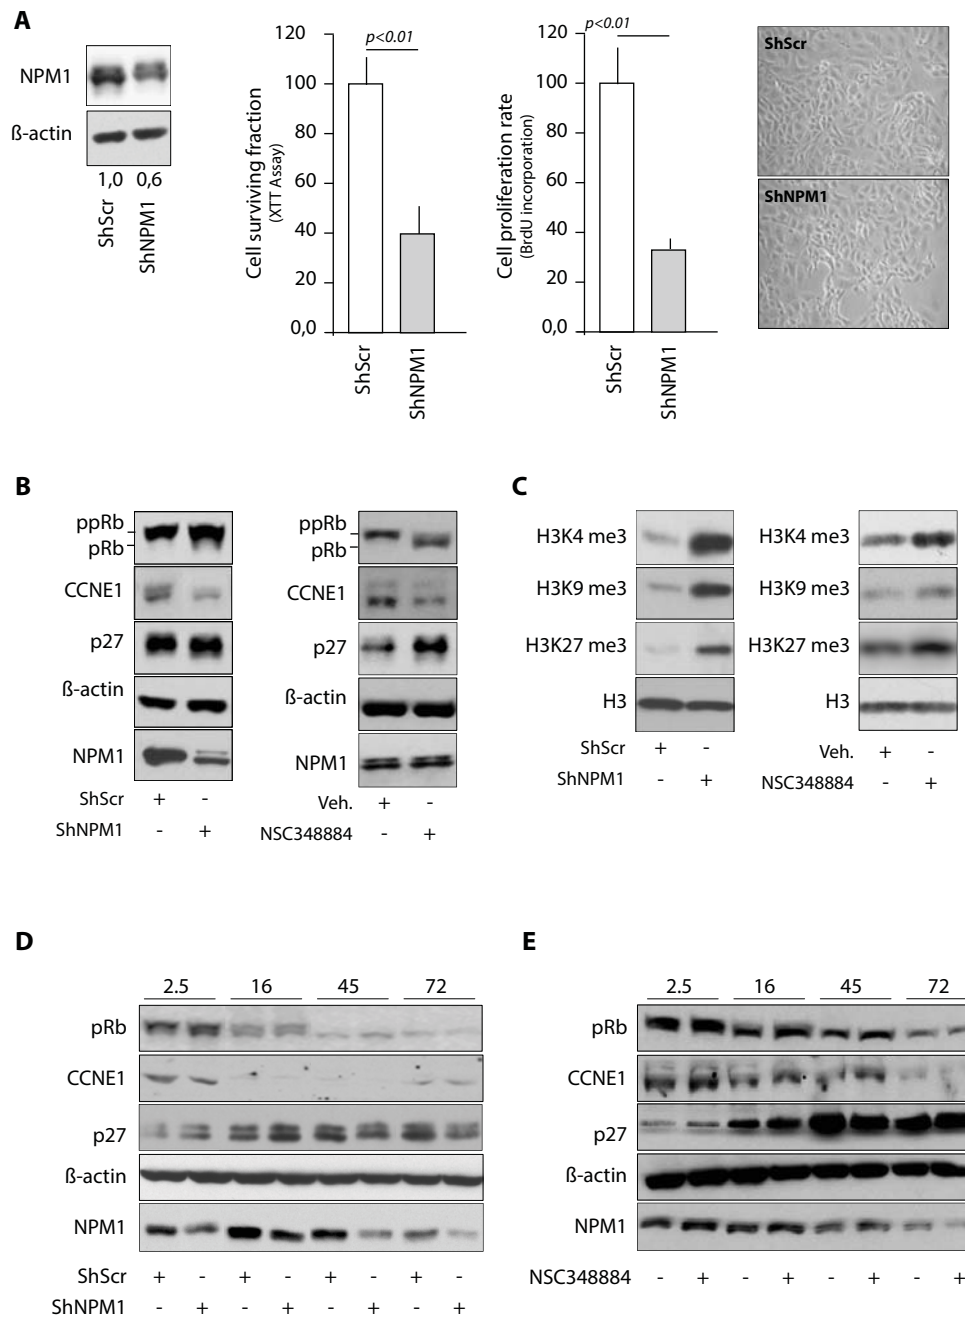 A
NPM1
ß-actin
1,0 0,6
ShScr
ShNPM1
Cell surviving fraction
(XTT Assay)
120
100
80
60
40
20
0,0
p<0.01
ShScr
ShNPM1
Cell proliferation rate
(BrdU incorporation)
120
100
80
60
40
20
0,0
p<0.01
ShScr
ShNPM1
ShScr
ShNPM1
B
ppRb
pRb
CCNE1
p27
ß-actin
NPM1
ShScr + -
ShNPM1 - +
ppRb
pRb
CCNE1
p27
ß-actin
NPM1
Veh. + -
NSC348884 - +
C
H3K4 me3
H3K9 me3
H3K27 me3
H3
ShScr + -
ShNPM1 - +
H3K4 me3
H3K9 me3
H3K27 me3
H3
Veh. + -
NSC348884 - +
D
2.5 16 45 72
pRb
CCNE1
p27
ß-actin
NPM1
ShScr + - + - + - + -
ShNPM1 - + - + - + - +
E
2.5 16 45 72
pRb
CCNE1
p27
ß-actin
NPM1
NSC348884 - + - + - + - +